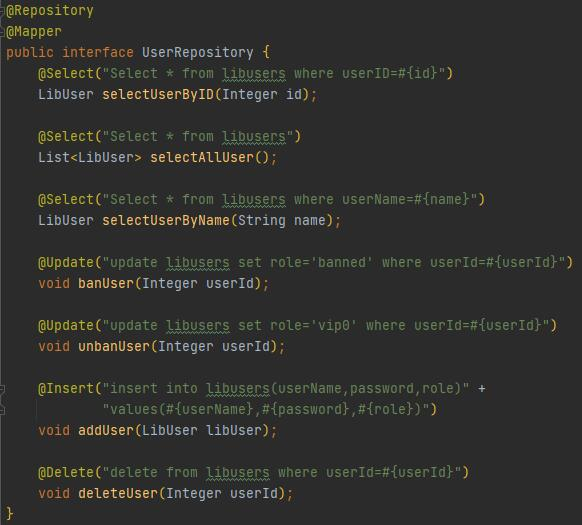 @Repository
@Mapper
public interface UserRepository {
@Select("Select * from libusers where userID=#{id}")
LibUser selectUserByID(Integer id);
@Select("Select * from libusers")
List<LibUser> selectAllUser();
@Select("Select * from libusers where userName=#{name}")
LibUser selectUserByName(String name);
@Update("update libusers set role='banned' where userId=#{userId}")
void banUser(Integer userId);
@Update("update libusers set role='vip0' where userId=#{userId}")
void unbanUser(Integer userId);
@Insert("insert into libusers(userName,password,role)" +
"values(#{userName},#{password},#{role})")
void addUser(LibUser libUser);
@Delete("delete from libusers where userId=#{userId}")
void deleteUser(Integer userId);
}